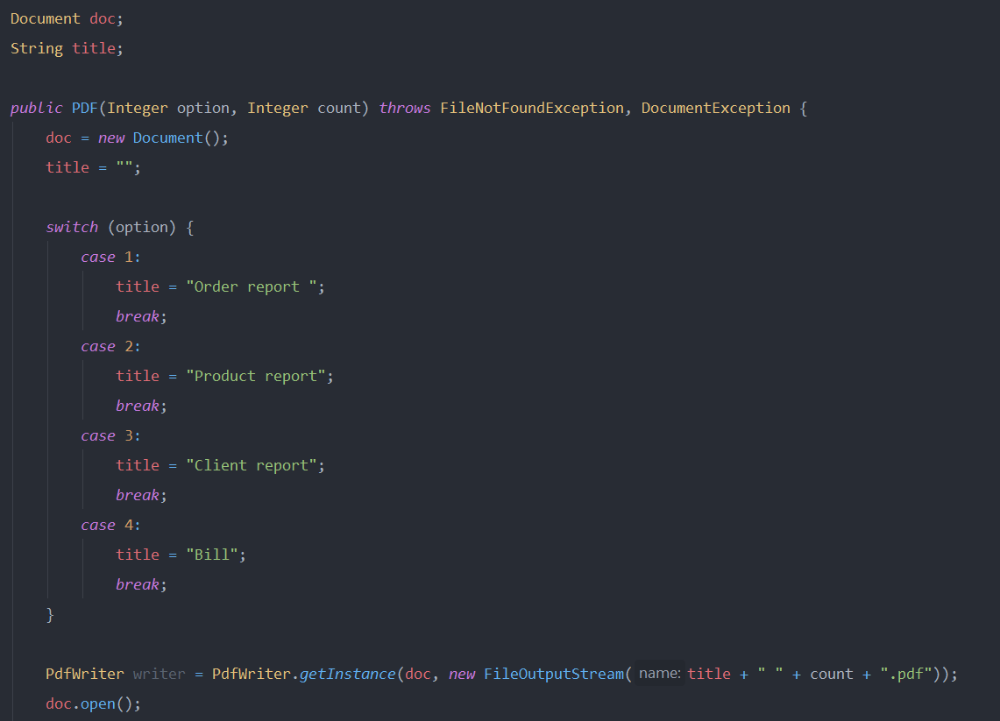 Document doc;
String title;
public PDF(Integer option, Integer count) throws FileNotFoundException, DocumentException {
doc = new Document();
title = "";
switch (option) {
case 1:
title = "Order report ";
break;
case 2:
title = "Product report";
break;
case 3:
title = "Client report";
break;
case 4:
title = "Bill";
break;
}
PdfWriter writer = PdfWriter.getInstance(doc, new FileOutputStream( name: title + " " + count + ".pdf"));
doc.open();